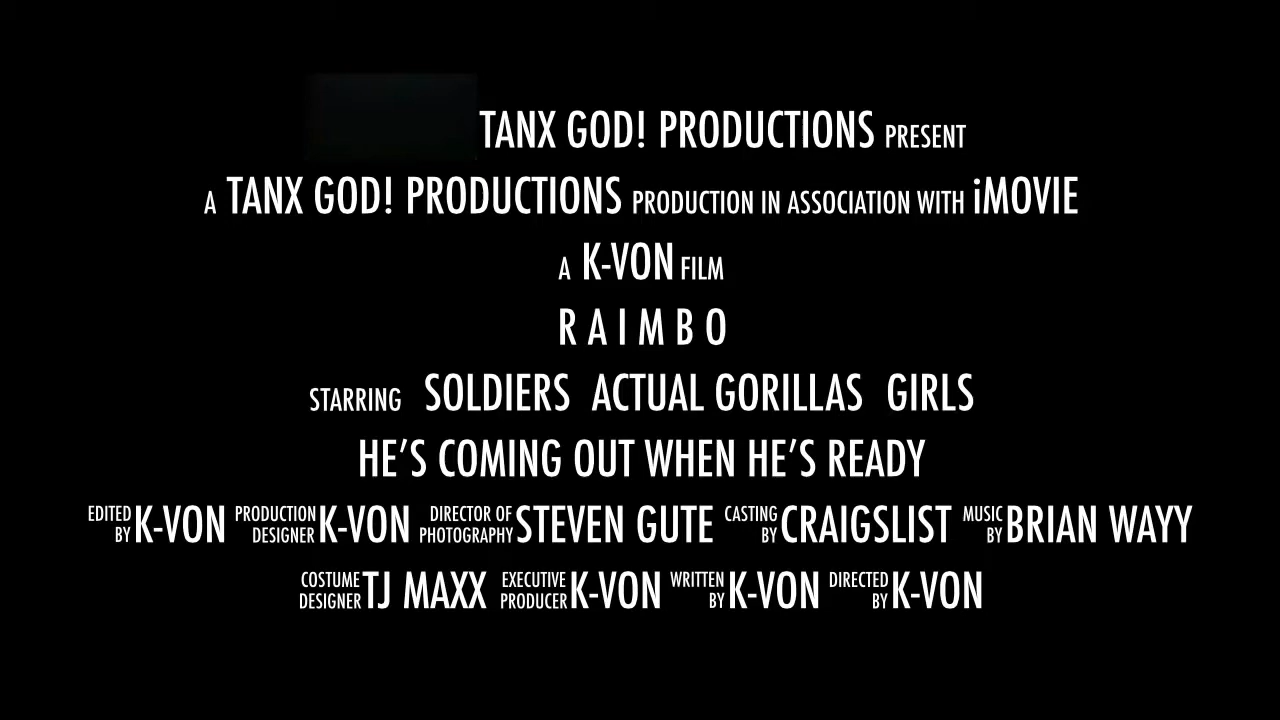 TANX GOD! PRODUCTIONS PRESENT
A TANX GOD! PRODUCTIONS PRODUCTION IN ASSOCIATION WITH iMOVIE
A K-VON FILM
RAIMBO
STARRING SOLDIERS ACTUAL GORILLAS GIRLS
HE'S COMING OUT WHEN HE'S READY
EDITED BY K-VON PRODUCTION DESIGNER K-VON DIRECTOR OF PHOTOGRAPHY STEVEN GUTE CASTING BY CRAIGSLIST MUSIC BY BRIAN WAYY
COSTUME DESIGNER TJ MAXX EXECUTIVE PRODUCER K-VON WRITTEN BY K-VON DIRECTED BY K-VON